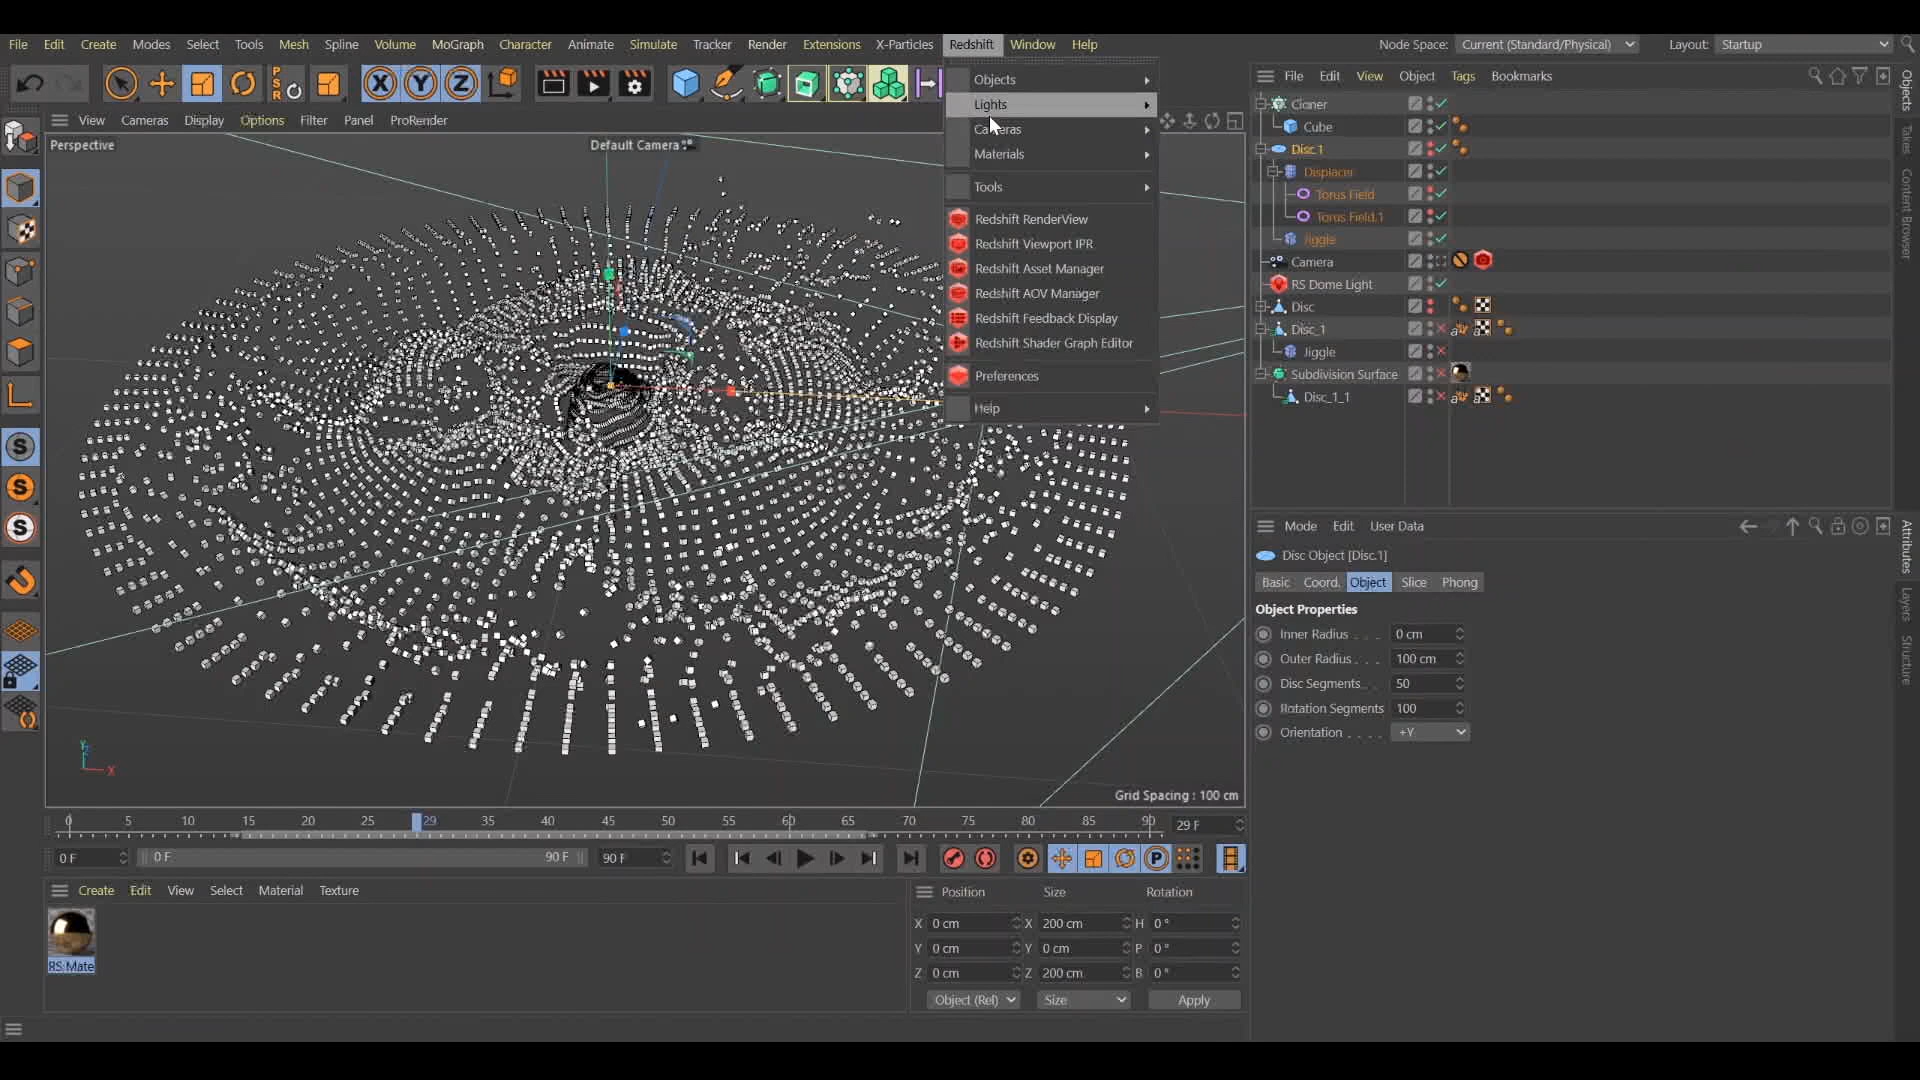 File Edit Create Modes Select Tools Mesh Spline Volume MoGraph Character Animate Simulate Tracker Render Extensions X-Particles Redshift Window Help Node Space: Current (Standard/Physical) Layout: Startup
View Cameras Display Options Filter Panel ProRender
Perspective
Default Camera
Objects
Lights
Cameras
Materials
Tools
Redshift RenderView
Redshift Viewport IPR
Redshift Asset Manager
Redshift AOV Manager
Redshift Feedback Display
Redshift Shader Graph Editor
Preferences
Help
File Edit View Object Tags Bookmarks
Cloner
Cube
Disc.1
Displacer
Torus Field
Torus Field.1
Jiggle
Camera
RS Dome Light
Disc
Disc_1
Jiggle
Subdivision Surface
Disc_1_1
Objects
Takes
Content Browser
Mode Edit User Data
Disc Object [Disc.1]
Basic Coord. Object Slice Phong
Object Properties
Inner Radius . . . 0 cm
Outer Radius . . . 100 cm
Disc Segments . . 50
Rotation Segments 100
Orientation . . . . +Y
Attributes
Layers
Structure
Y
Z
X
Grid Spacing : 100 cm
0 5 10 15 20 25 29 35 40 45 50 55 60 65 70 75 80 85 90 29 F
0 F 0 F 90 F 90 F
Create Edit View Select Material Texture
RS Mate
Position Size Rotation
X 0 cm X 200 cm H 0 °
Y 0 cm Y 0 cm P 0 °
Z 0 cm Z 200 cm B 0 °
Object (Rel) Size Apply